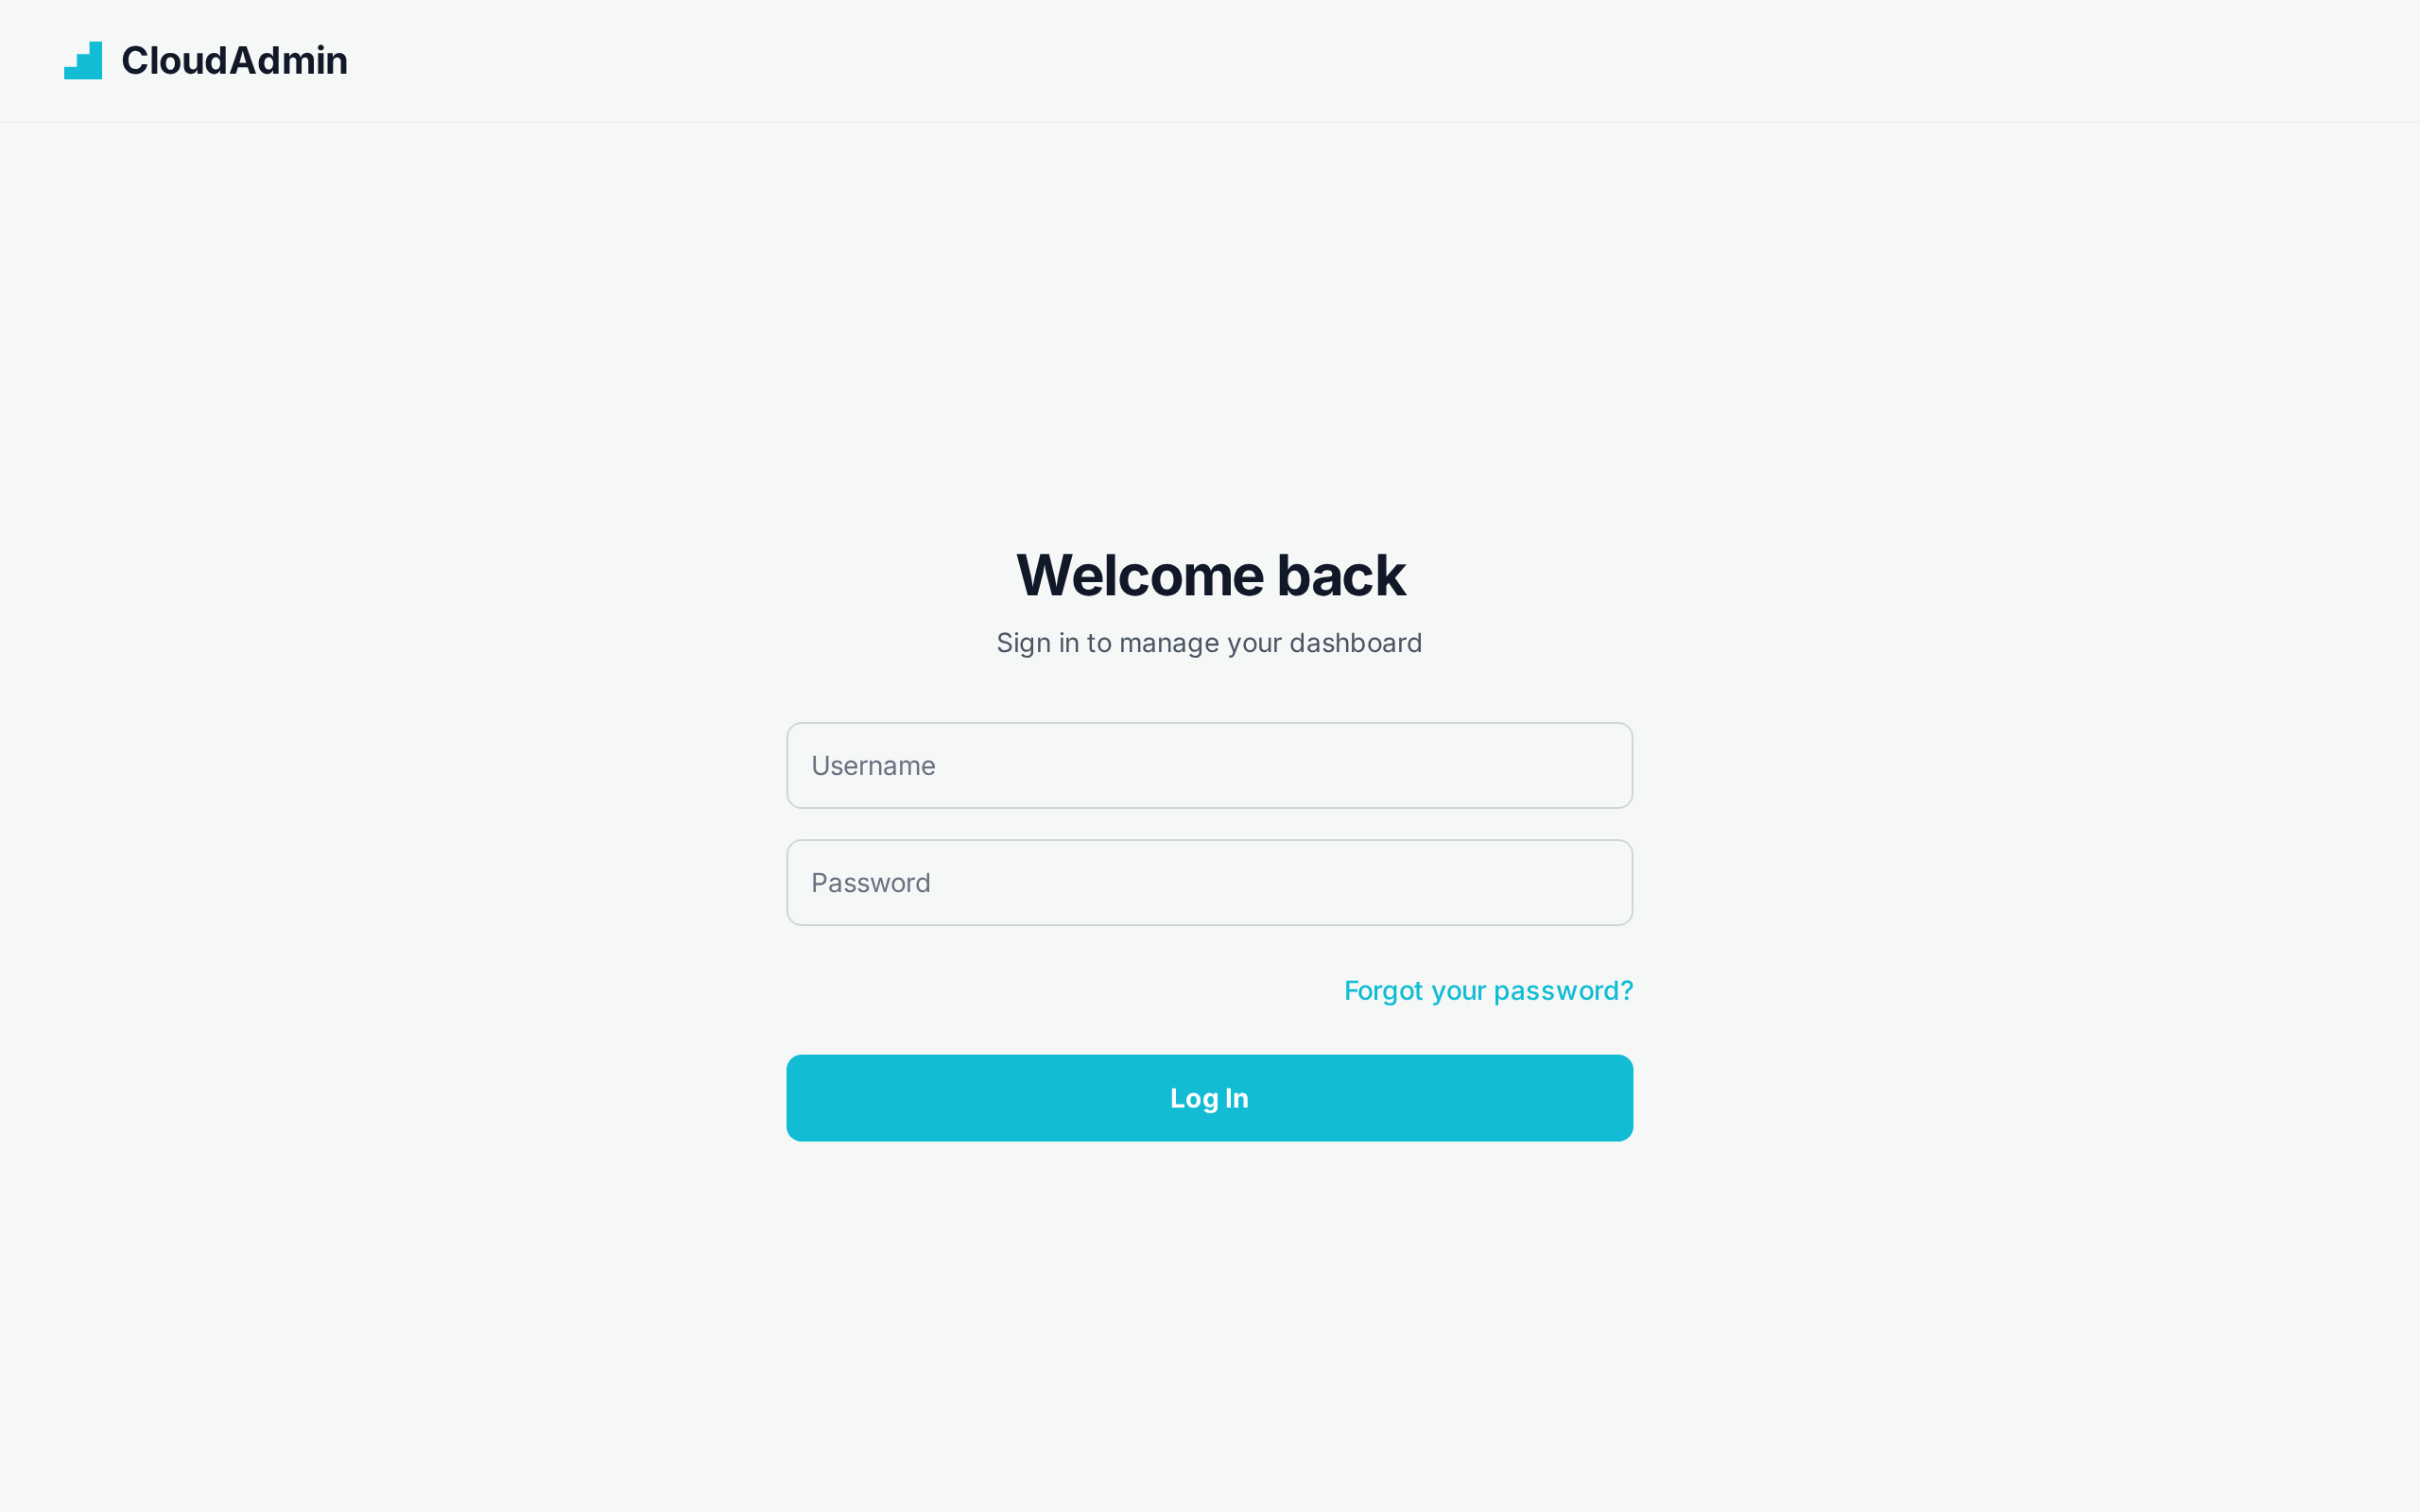 CloudAdmin
Welcome back
Sign in to manage your dashboard
Username
Password
Forgot your password?
Log In